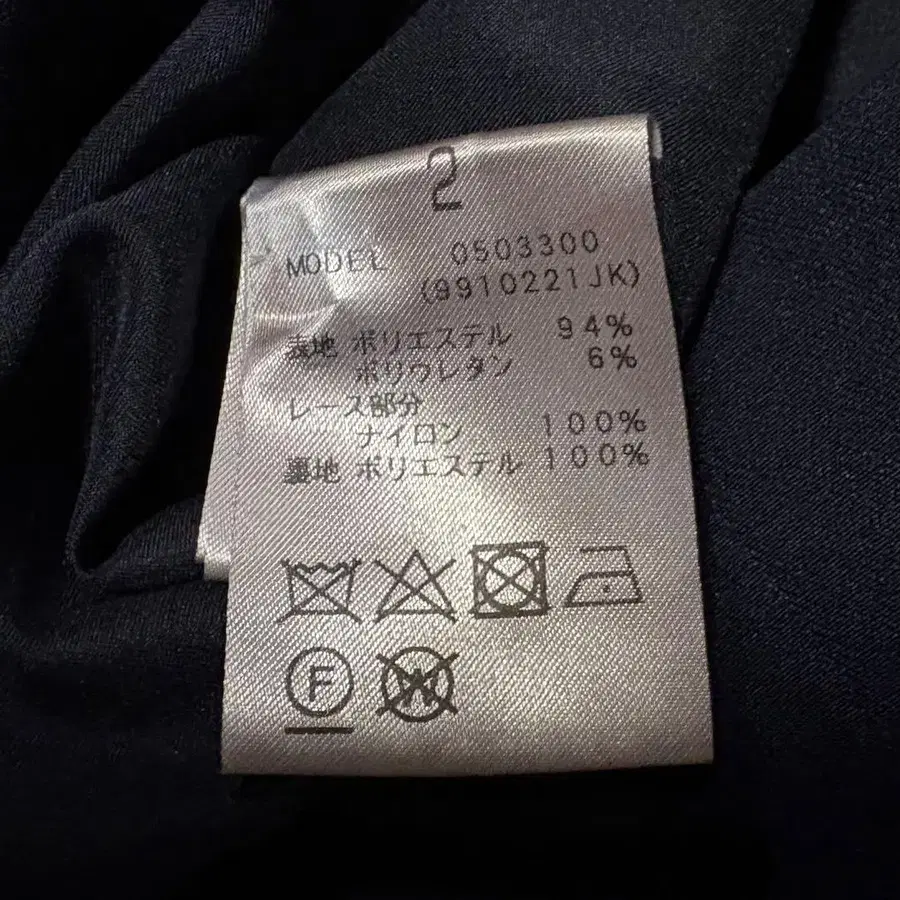 2
MODEL 0503300
(9910221JK)
表地 ポリエステル 94%
ポリウレタン 6%
レース部分
ナイロン 100%
裏地 ポリエステル 100%
F W